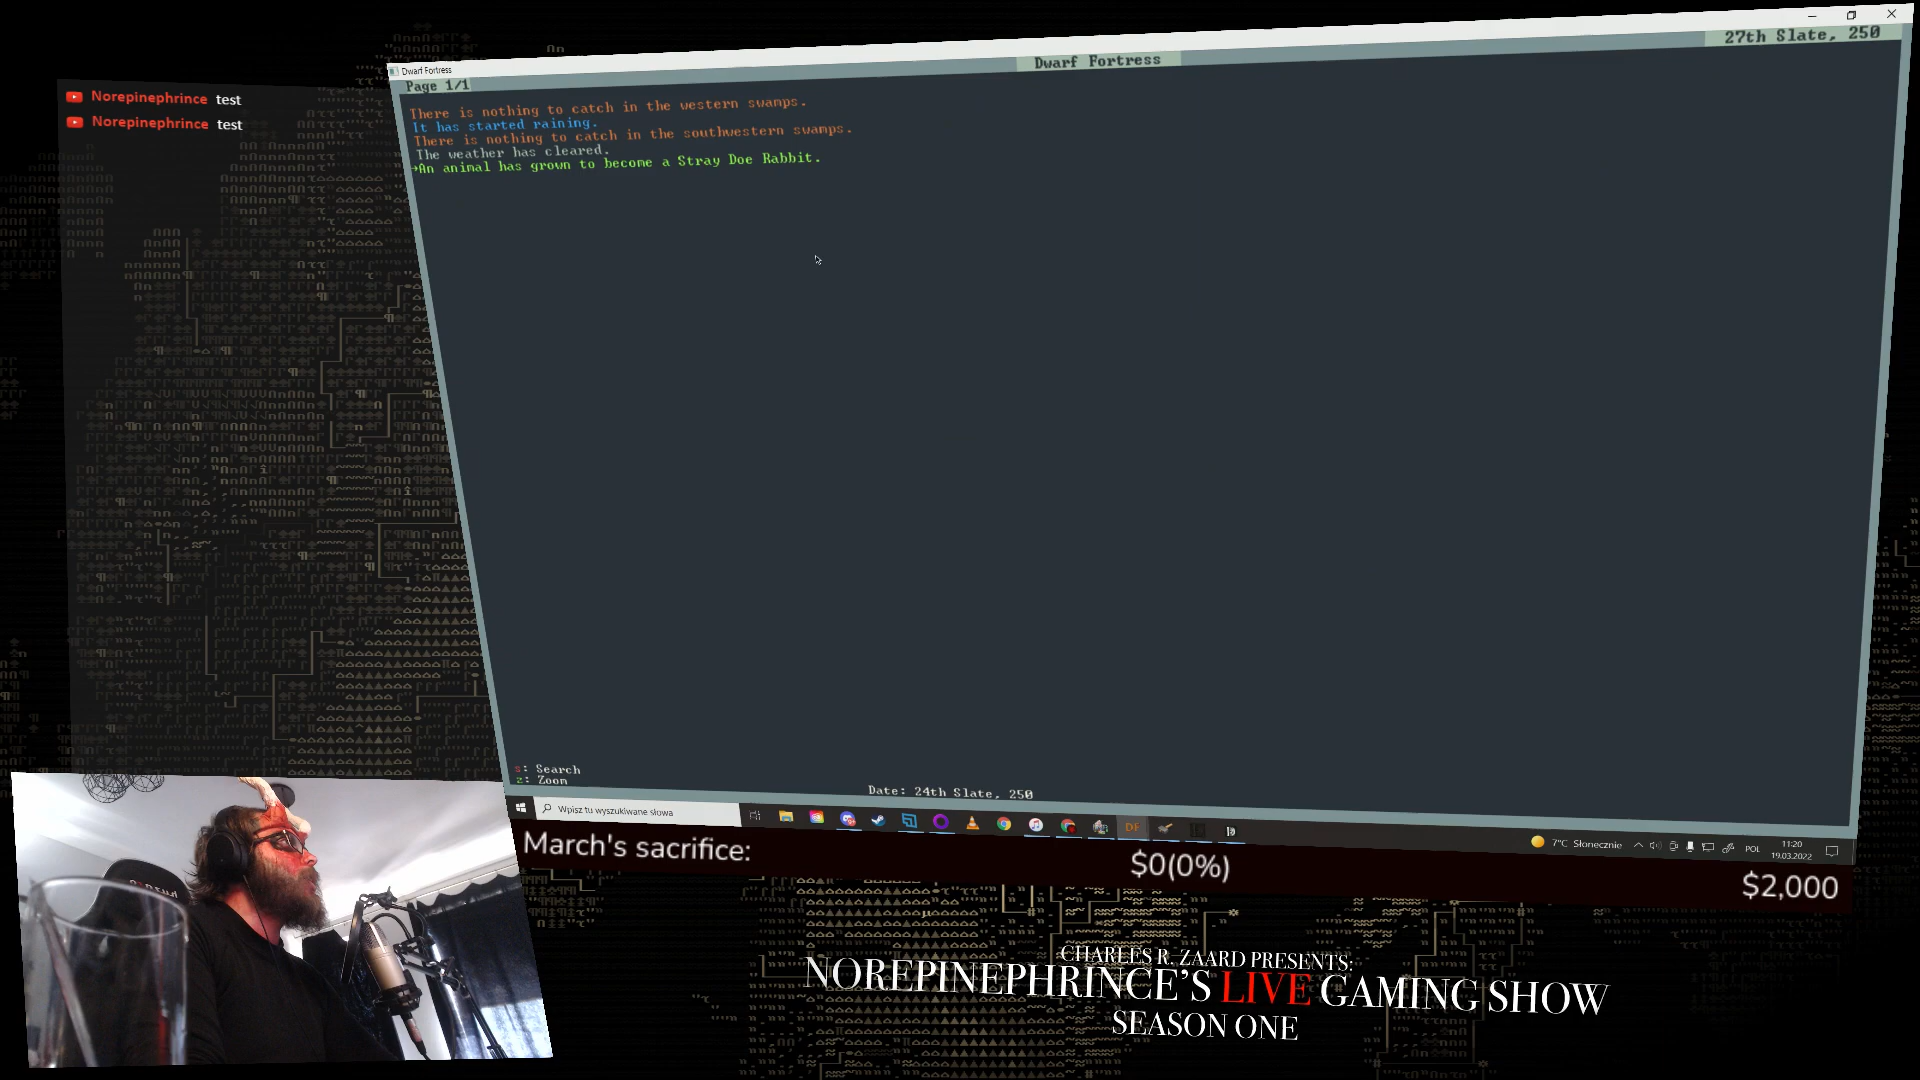 Norepinephrince test
Norepinephrince test
Dwarf Fortress
Dwarf Fortress
27th Slate, 250
Page 1/1
There is nothing to catch in the western swamps.
It has started raining.
There is nothing to catch in the southwestern swamps.
The weather has cleared.
→An animal has grown to become a Stray Doe Rabbit.
s: Search
z: Zoom
Date: 24th Slate, 250
Wpisz tu wyszukiwane słowa
DF
7°C Słonecznie
POL
11:20
19.03.2022
March's sacrifice:
$0(0%)
$2,000
CHARLES R. ZAARD PRESENTS:
NOREPINEPHRINCE'S LIVE GAMING SHOW
SEASON ONE